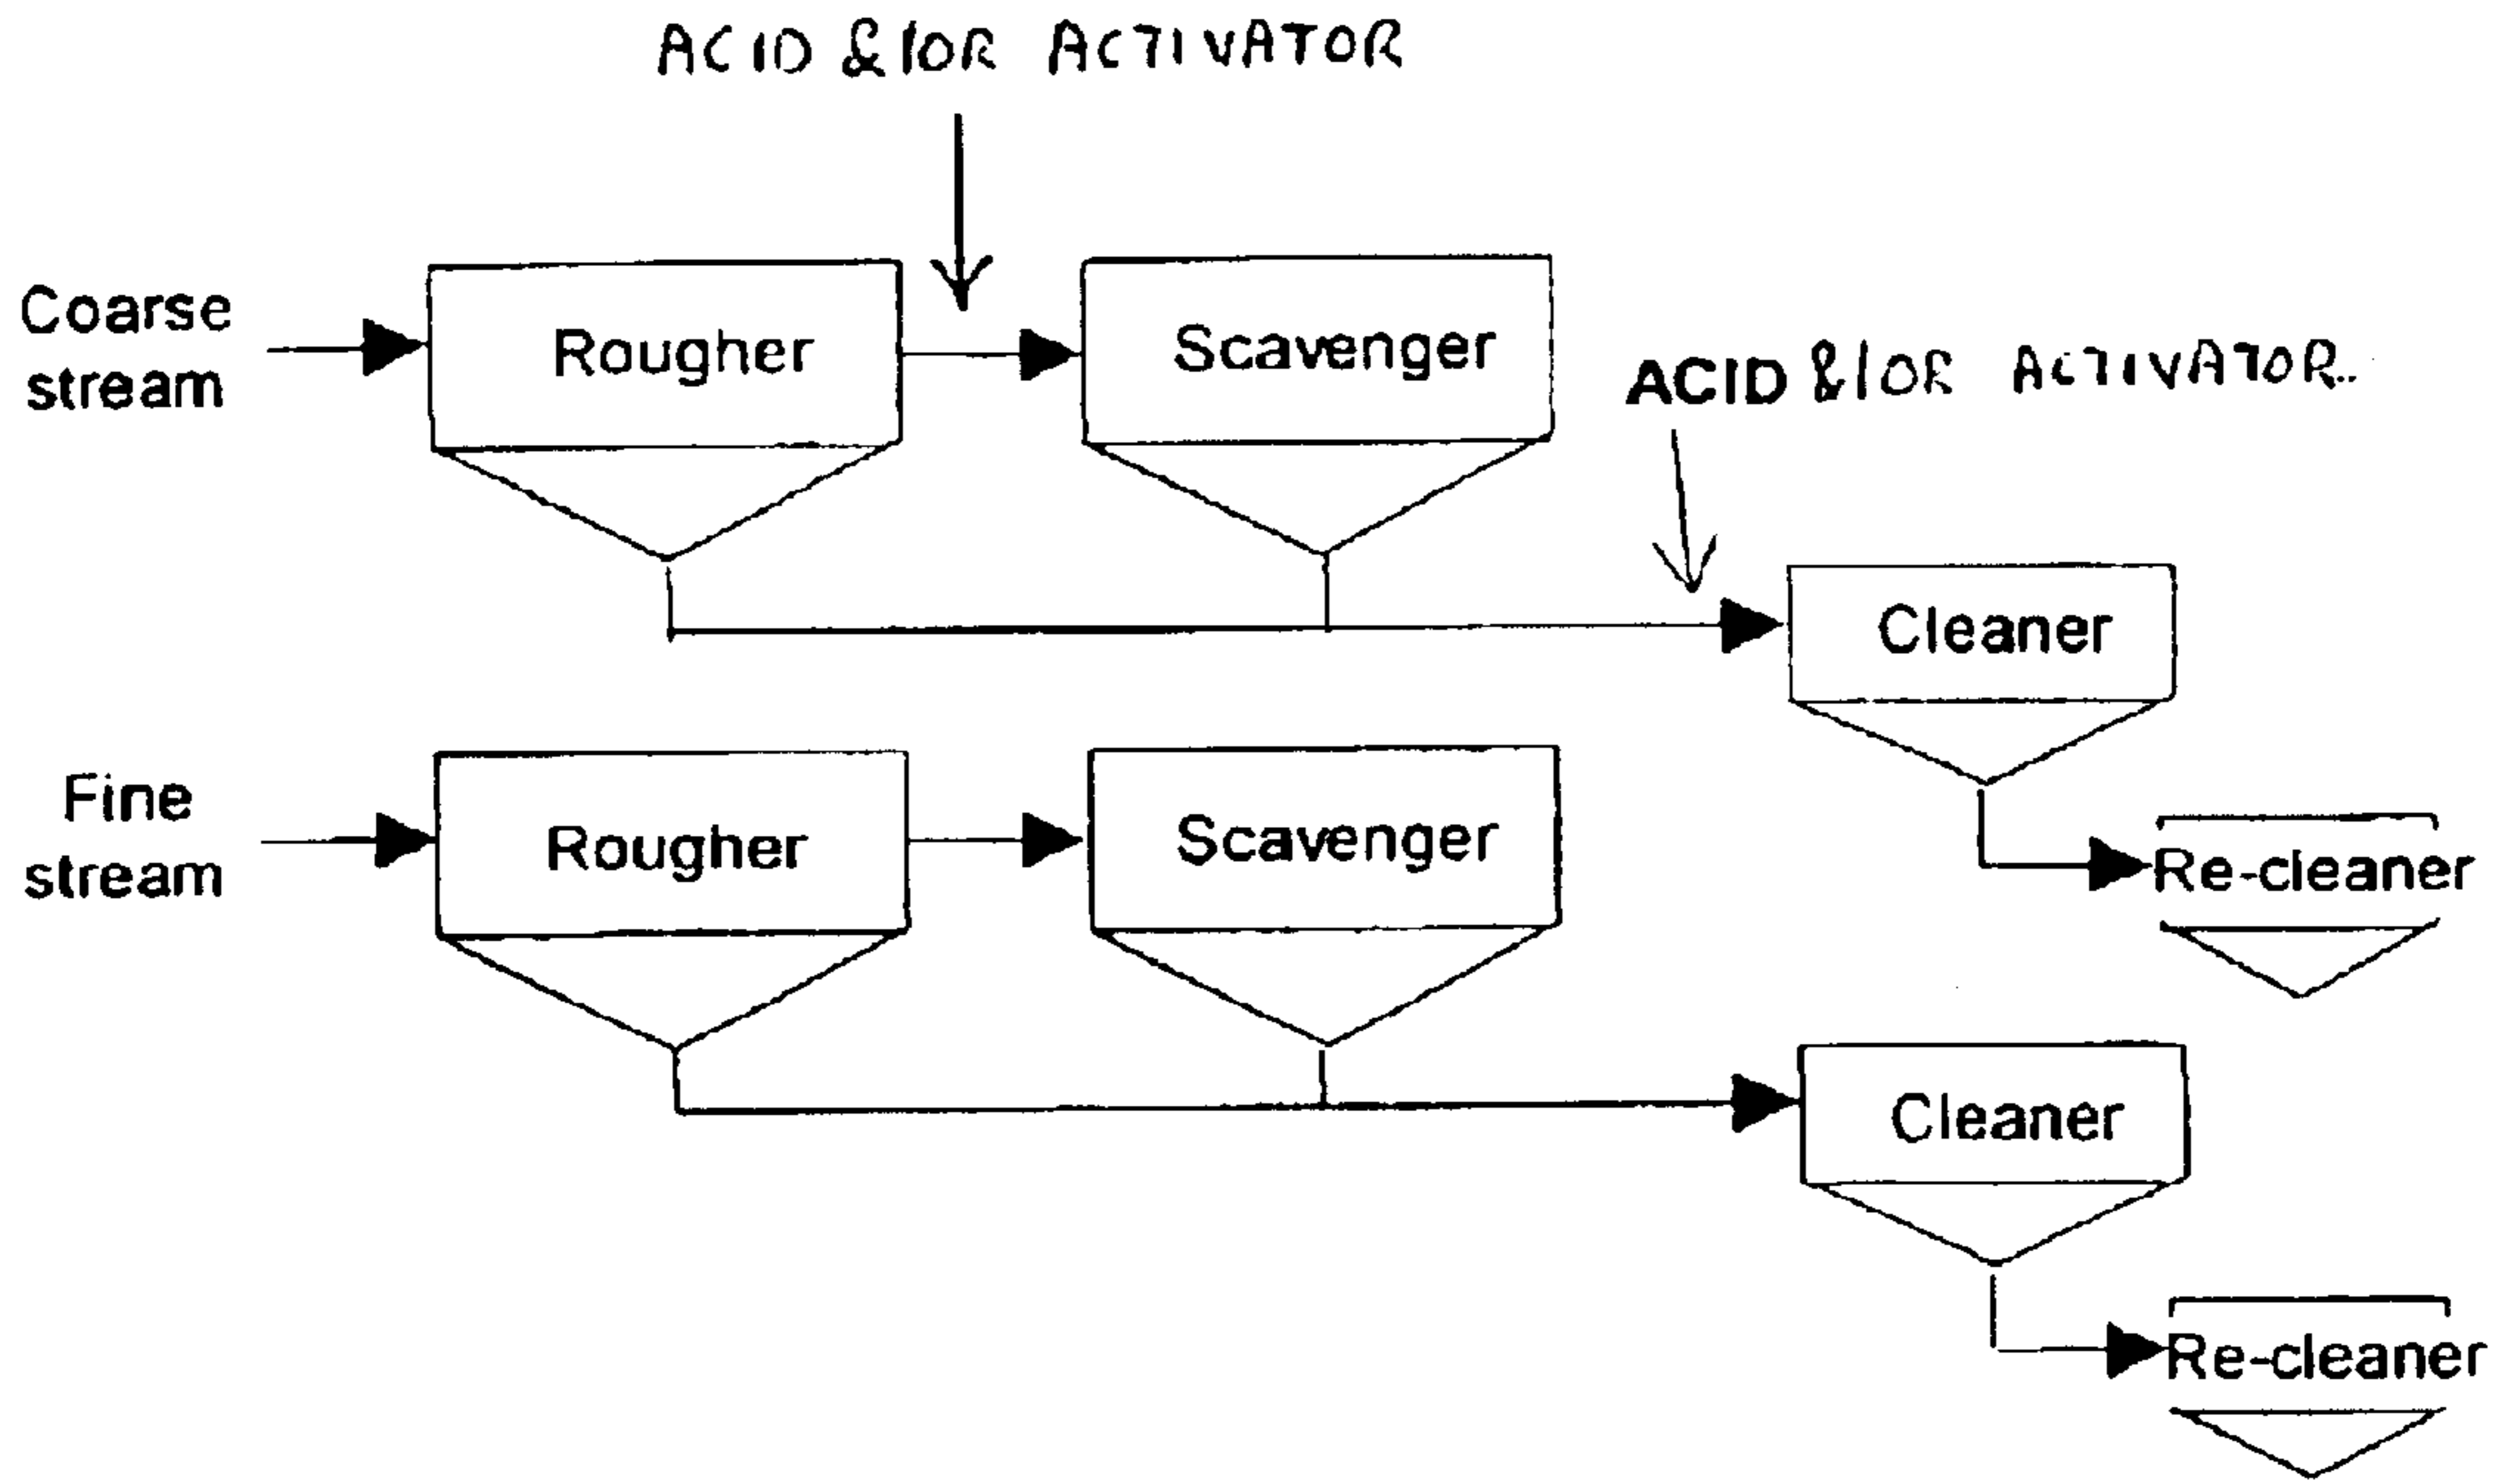 ACID &/OR ACTIVATOR
Coarse
stream
Rougher
Scavenger
ACID &/OR ACTIVATOR..
Cleaner
Re-cleaner
Fine
stream
Rougher
Scavenger
Cleaner
Re-cleaner